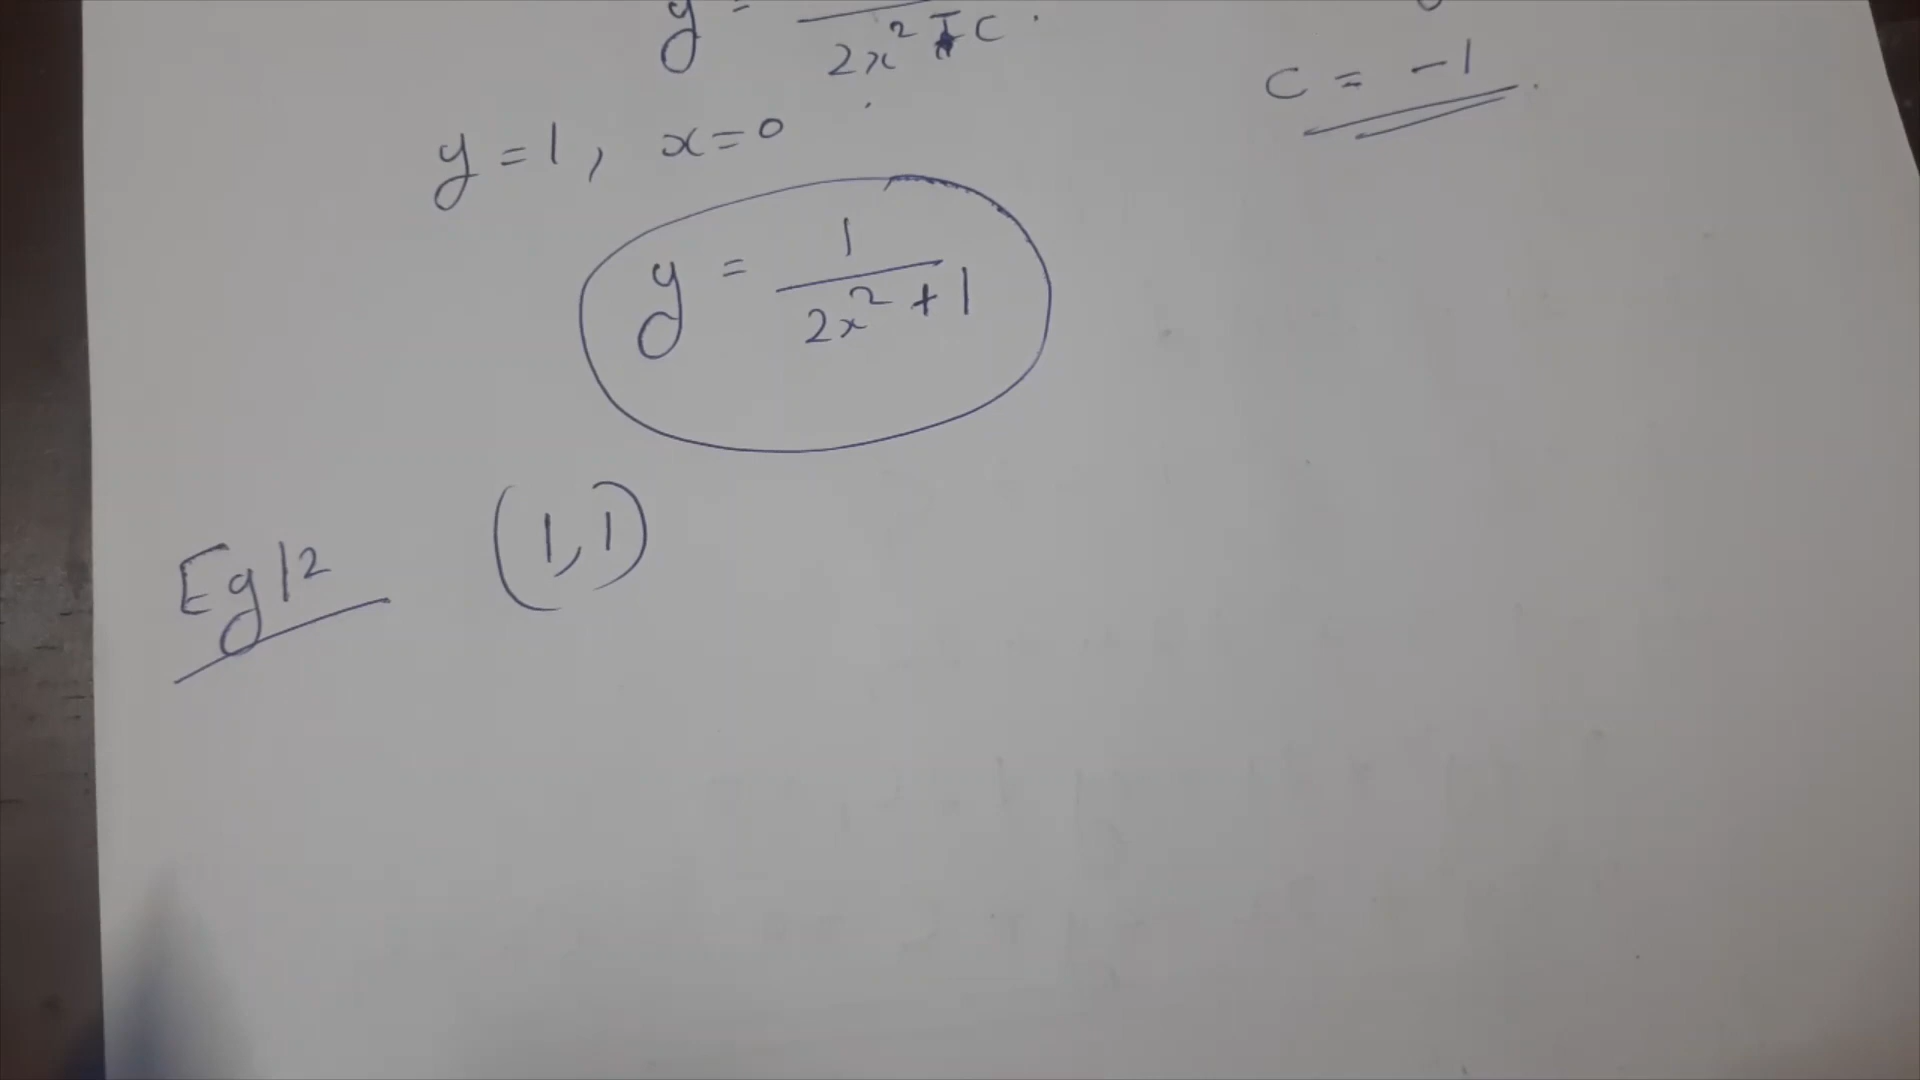 y = 2x² + C.
C = -1
y = 1, x = 0
y = 1/(2x² + 1)
Eg 12 (1,1)